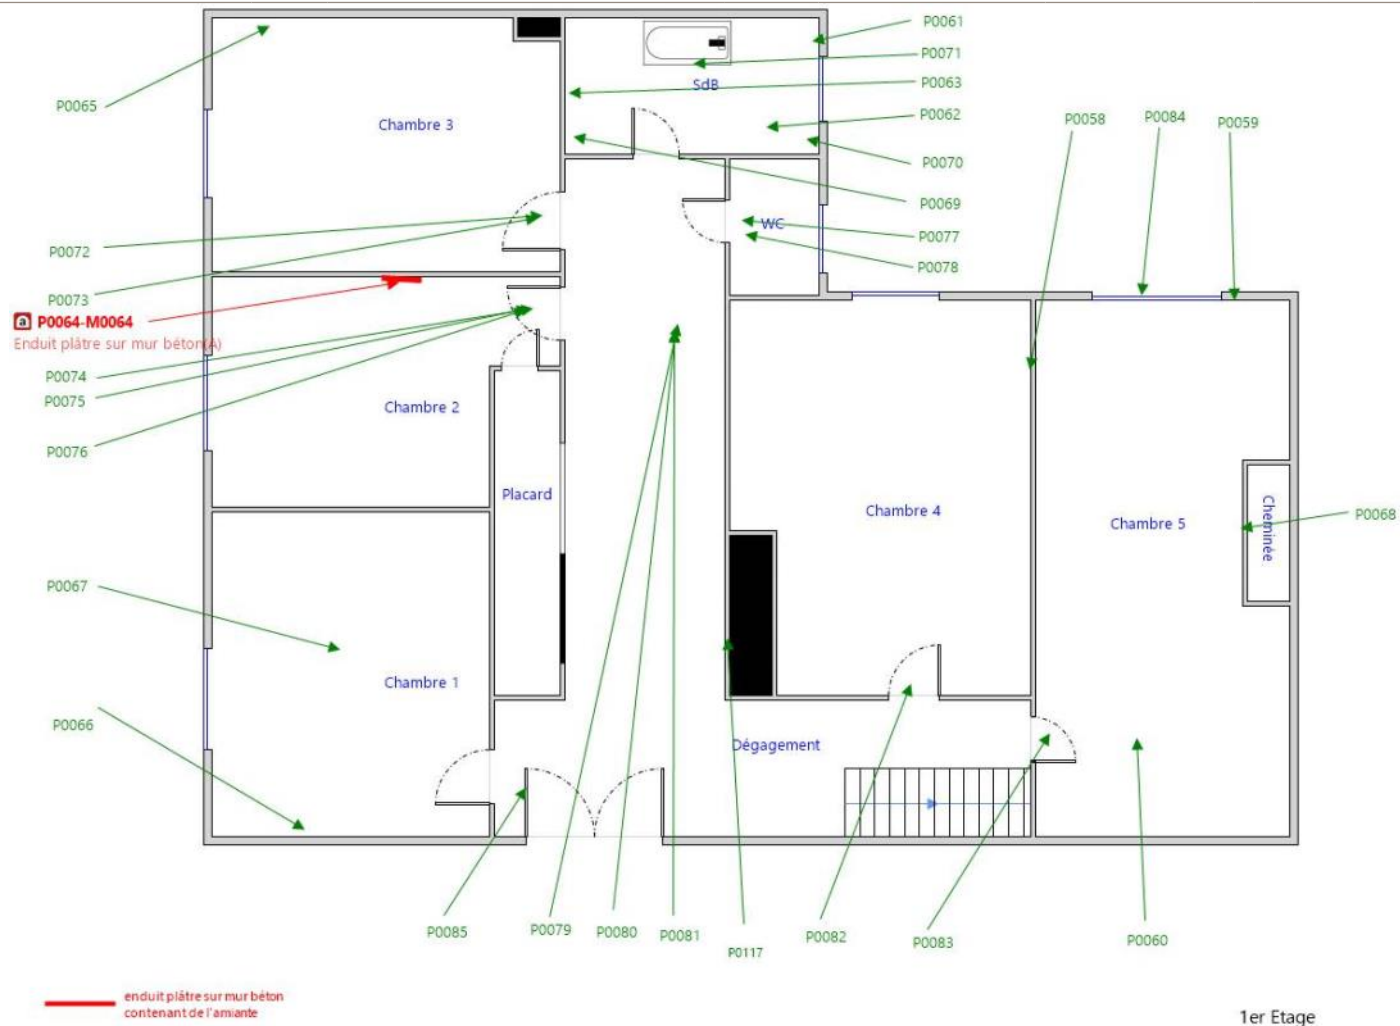 P0061
P0071
SdB
P0063
P0065
P0062
Chambre 3
P0058
P0084
P0059
P0070
P0069
WC
P0077
P0072
P0078
P0073
a P0064-M0064
Enduit plâtre sur mur béton(A)
P0074
P0075
Chambre 2
P0076
Placard
Chambre 4
Chambre 5
Cheminée
P0068
P0067
Chambre 1
P0066
Dégagement
P0085
P0079
P0080
P0081
P0117
P0082
P0083
P0060
enduit plâtre sur mur béton
contenant de l'amiante
1er Etage